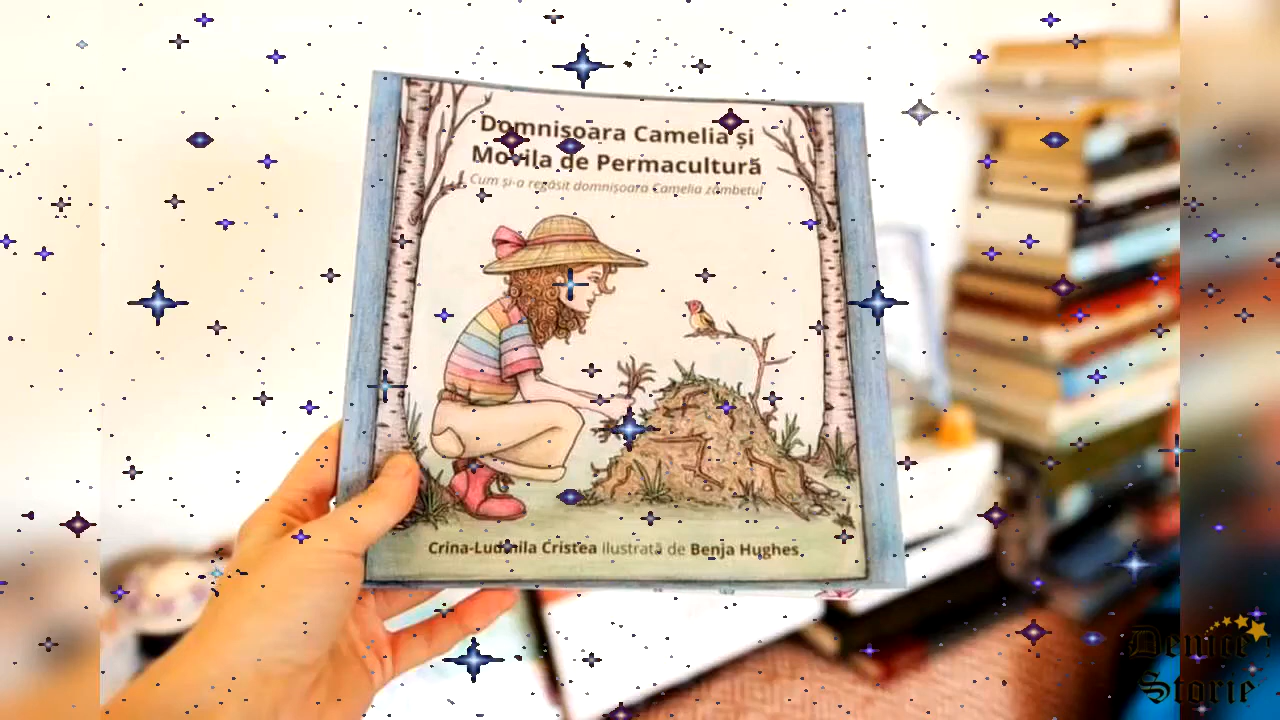 Domnișoara Camelia și
Movila de Permacultură
Cum și-a regăsit domnișoara Camelia zâmbetul
Crina-Ludmila Cristea Ilustrată de Benja Hughes
Denice
Storie